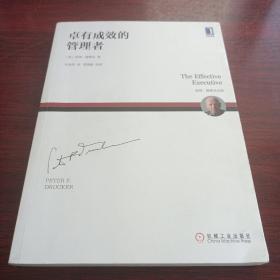 卓有成效的
管理者
The Effective
Executive
PETER F.
DRUCKER
机械工业出版社
China Machine Press